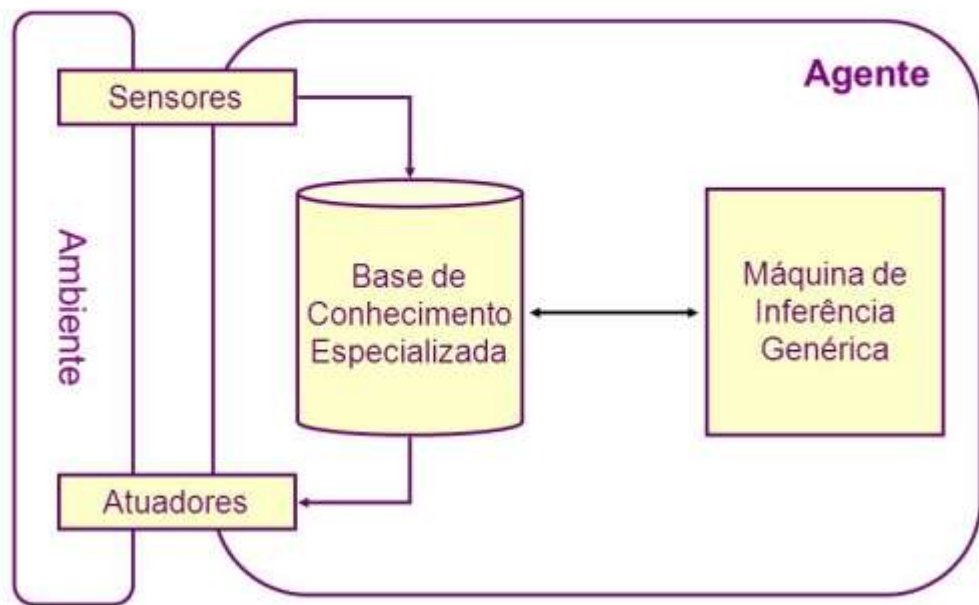 Agente
Sensores
Ambiente
Base de
Conhecimento
Especializada
Máquina de
Inferência
Genérica
Atuadores